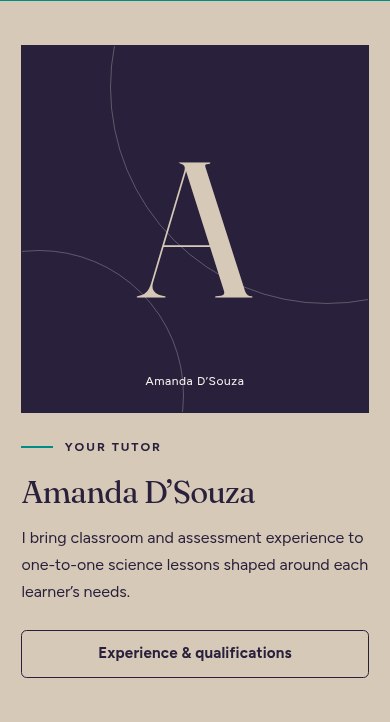 A
Amanda D’Souza
YOUR TUTOR
Amanda D’Souza
I bring classroom and assessment experience to
one-to-one science lessons shaped around each
learner’s needs.
Experience & qualifications